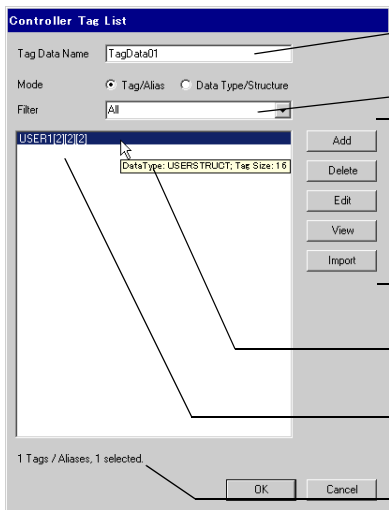 Controller Tag List
Tag Data Name TagData01
Mode Tag/Alias Data Type/Structure
Filter All
USER1[2][2][2] Add
DataType: USERSTRUCT; Tag Size: 16
Delete
Edit
View
Import
1 Tags / Aliases, 1 selected.
OK Cancel